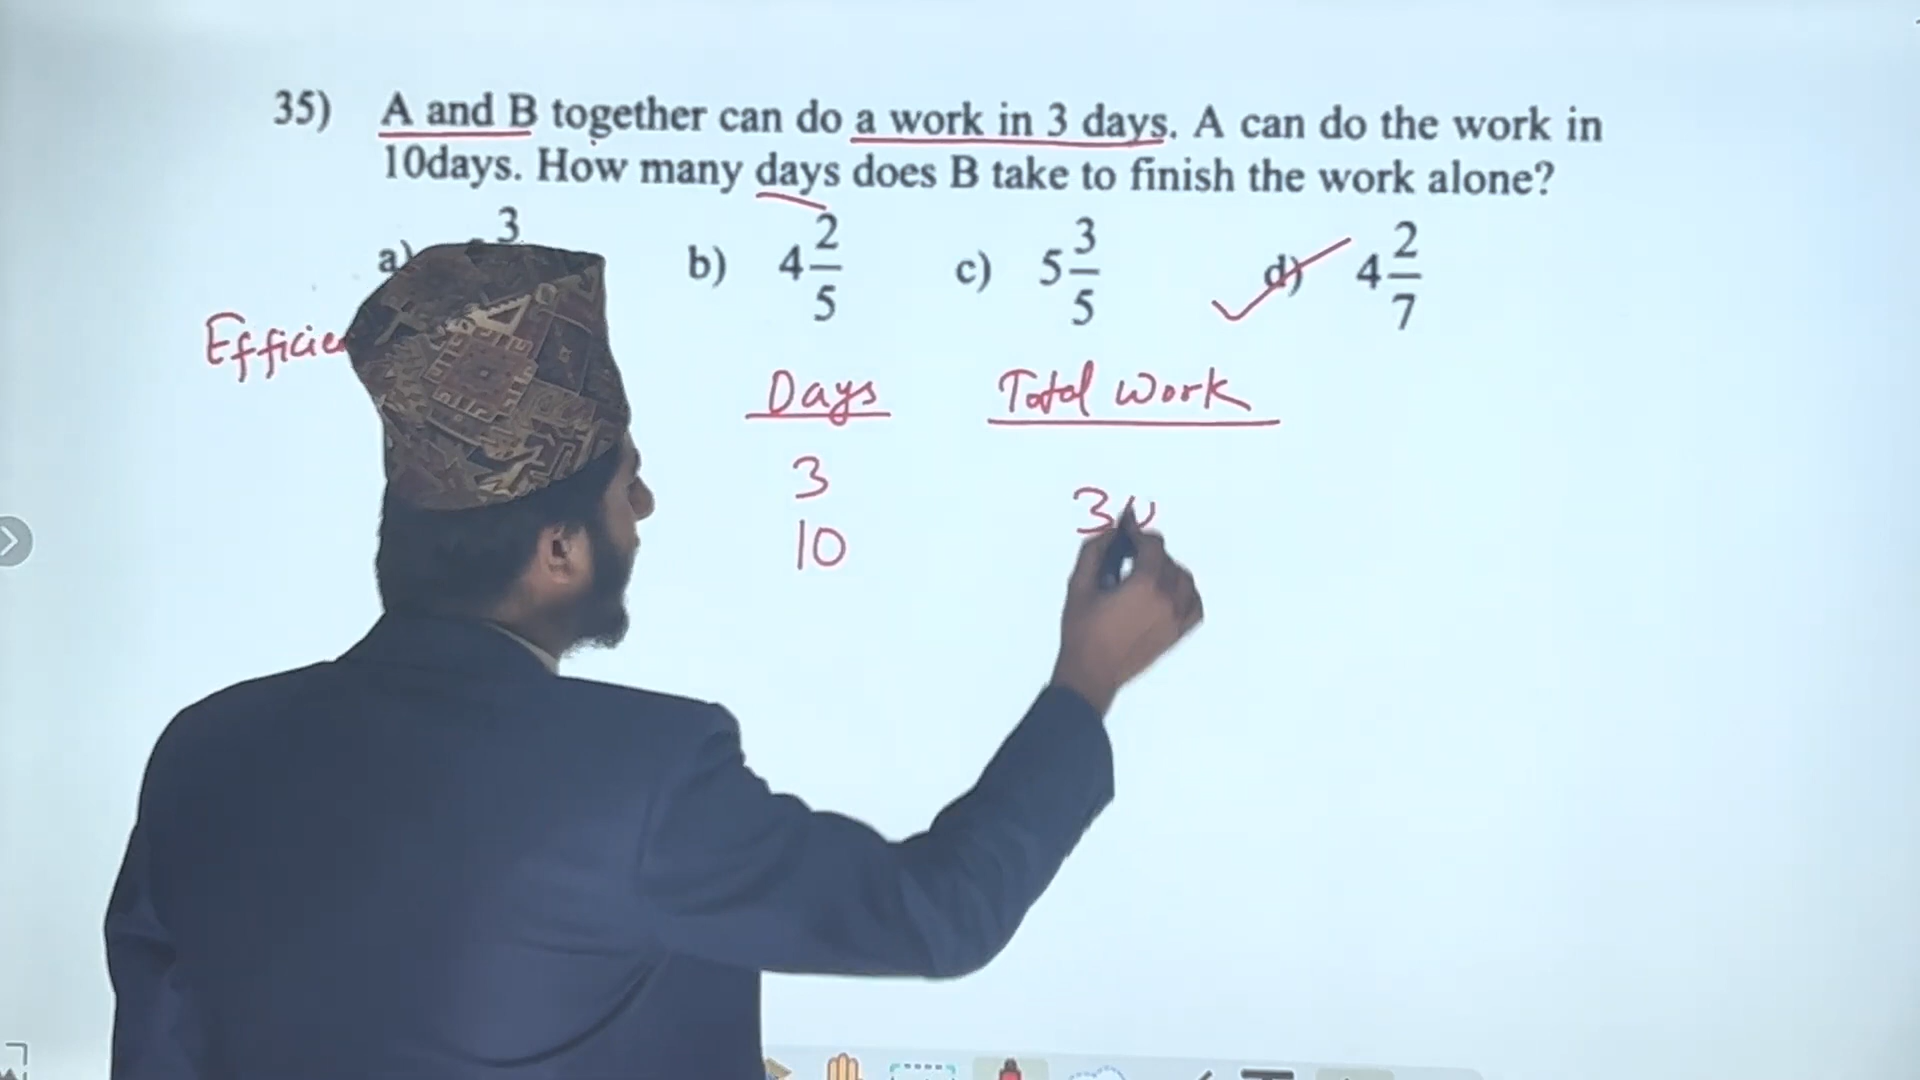 35) A and B together can do a work in 3 days. A can do the work in
10days. How many days does B take to finish the work alone?
a) 3 b) 4 2/5 c) 5 3/5 d) 4 2/7
Days Total Work
3
10